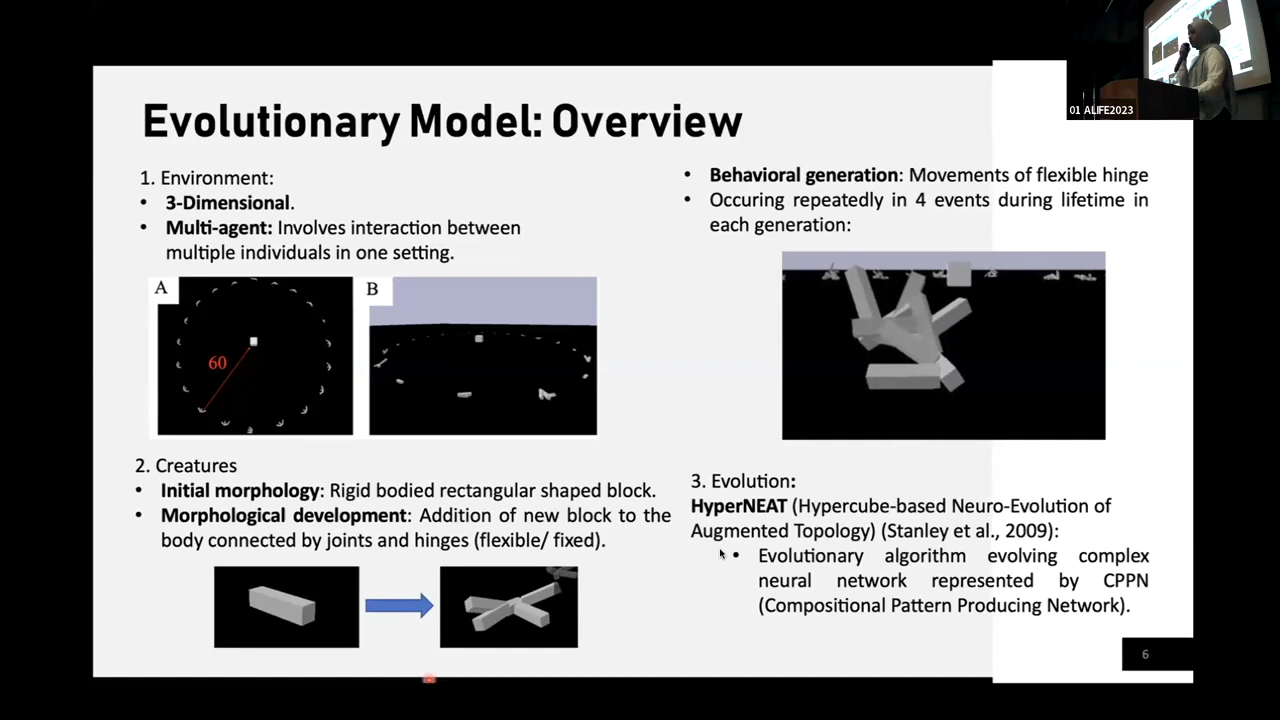 01 ALIFE2023
Evolutionary Model: Overview
1. Environment:
• 3-Dimensional.
• Multi-agent: Involves interaction between
multiple individuals in one setting.
A
B
60
2. Creatures
• Initial morphology: Rigid bodied rectangular shaped block.
• Morphological development: Addition of new block to the
body connected by joints and hinges (flexible/ fixed).
• Behavioral generation: Movements of flexible hinge
• Occuring repeatedly in 4 events during lifetime in
each generation:
3. Evolution:
HyperNEAT (Hypercube-based Neuro-Evolution of
Augmented Topology) (Stanley et al., 2009):
• Evolutionary algorithm evolving complex
neural network represented by CPPN
(Compositional Pattern Producing Network).
6